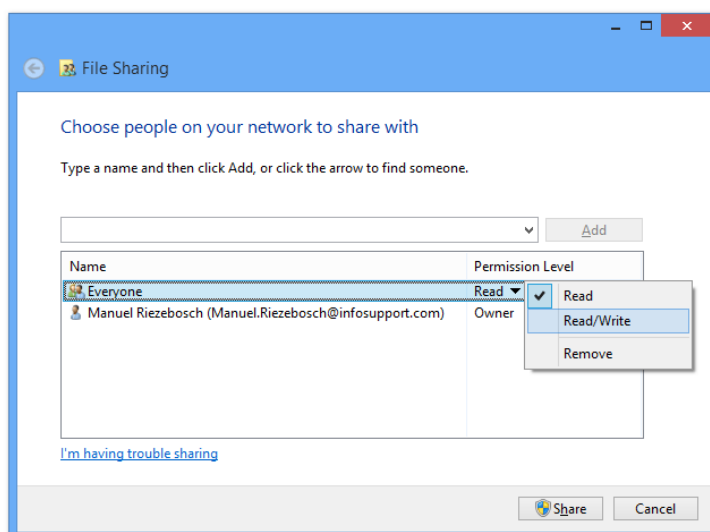 File Sharing
Choose people on your network to share with
Type a name and then click Add, or click the arrow to find someone.
Add
Name Permission Level
Everyone Read
Manuel Riezebosch (Manuel.Riezebosch@infosupport.com) Owner
Read
Read/Write
Remove
I'm having trouble sharing
Share Cancel